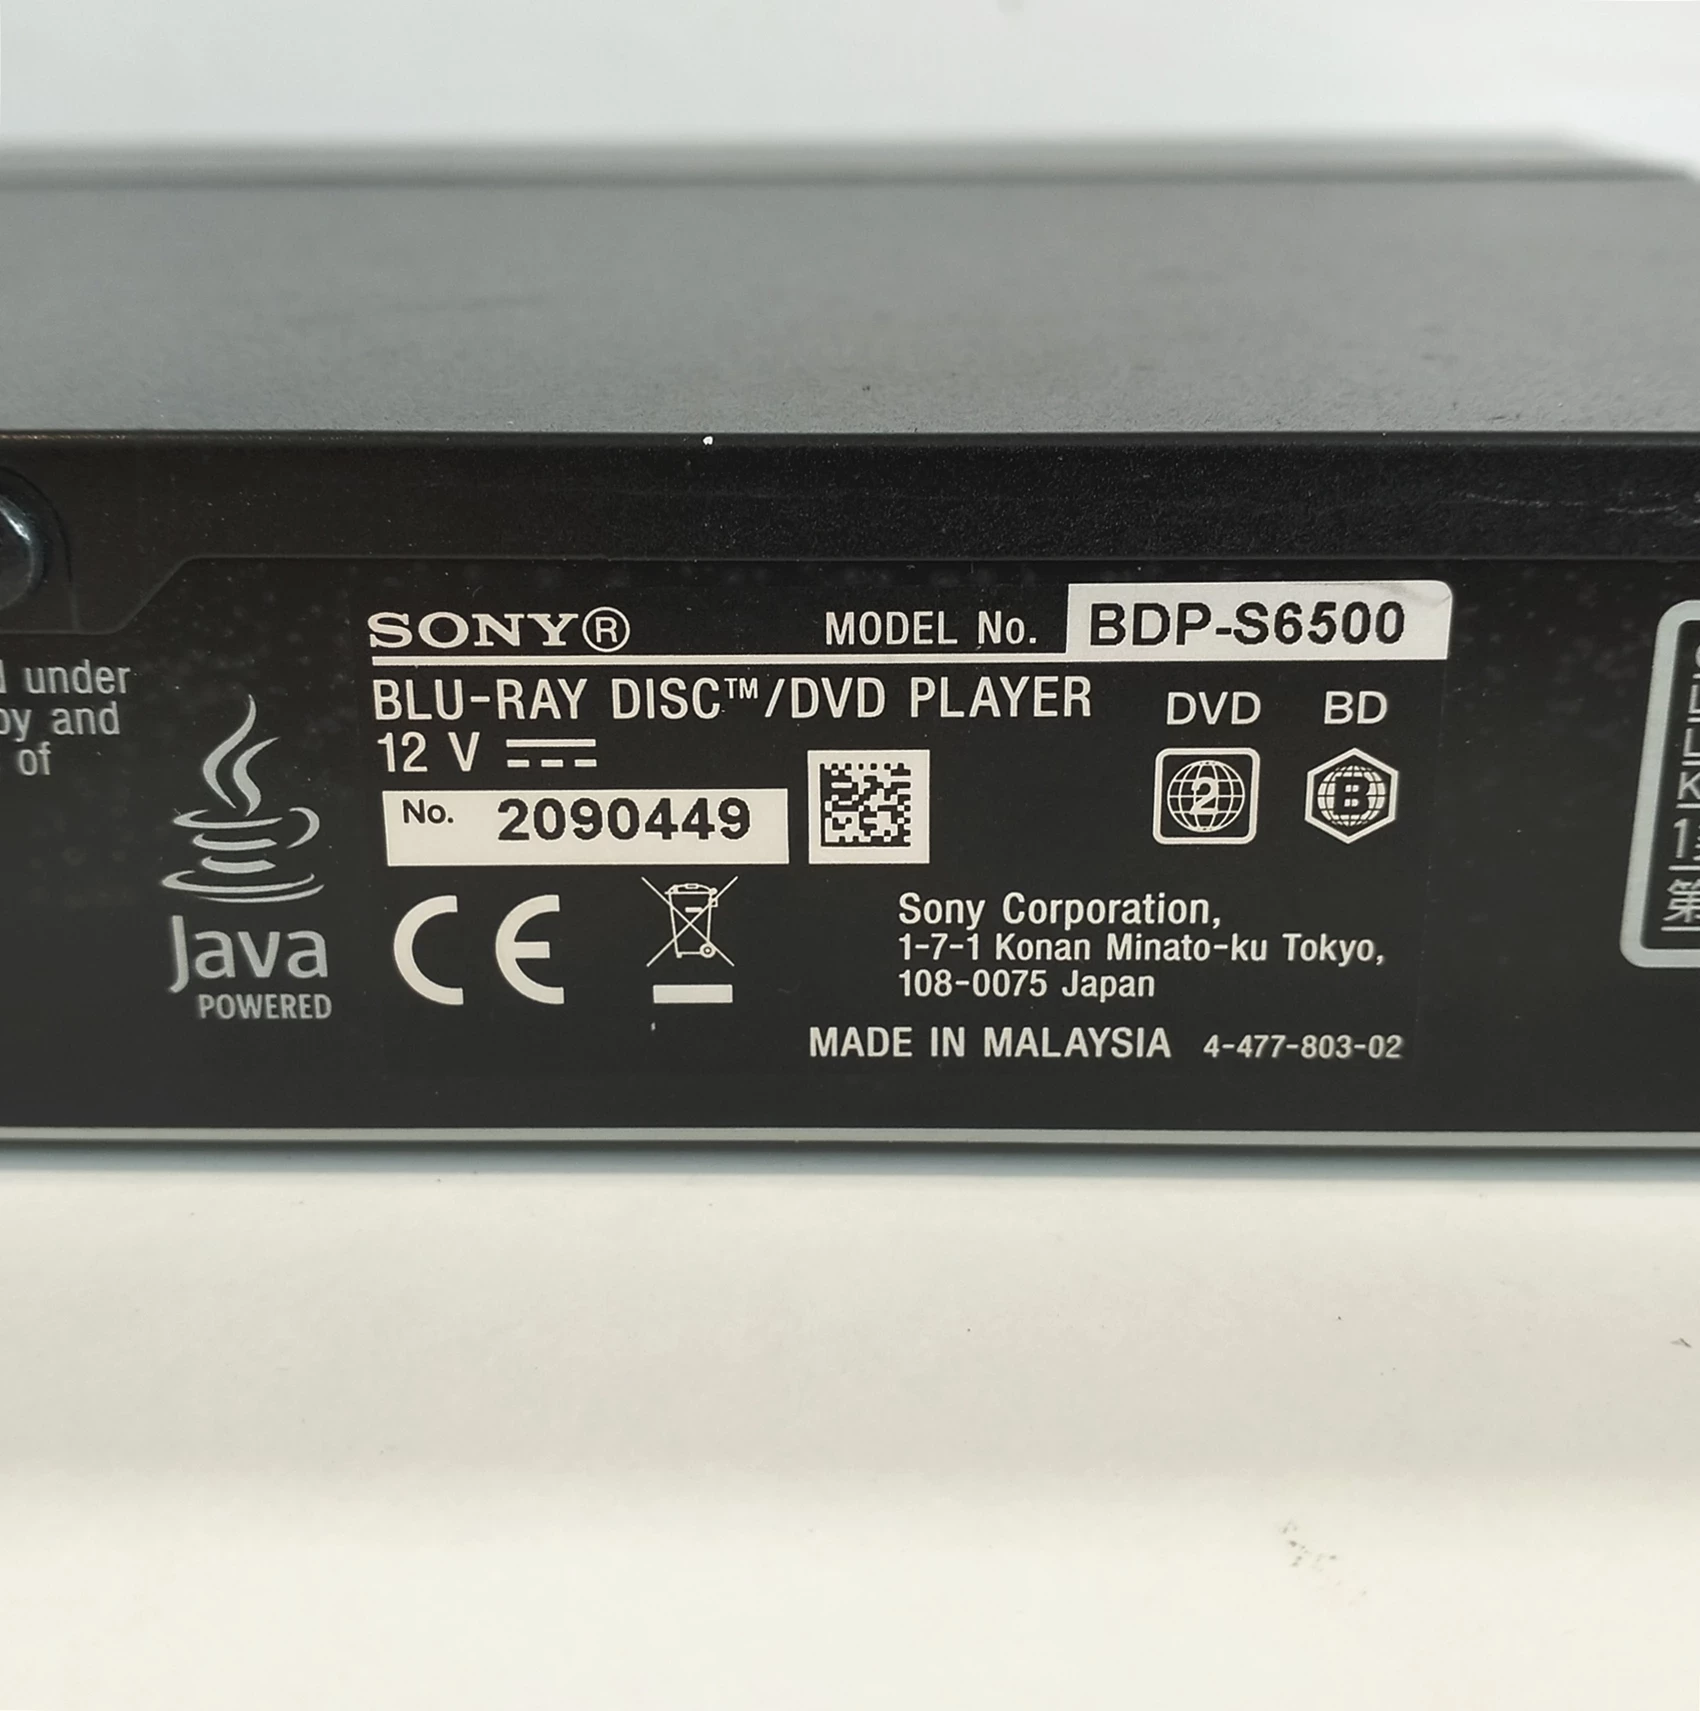 under
by and
of
Java
POWERED
SONY®
MODEL No. BDP-S6500
BLU-RAY DISC™/DVD PLAYER
DVD BD
12 V
2 B
No. 2090449
CE
Sony Corporation,
1-7-1 Konan Minato-ku Tokyo,
108-0075 Japan
MADE IN MALAYSIA 4-477-803-02
第